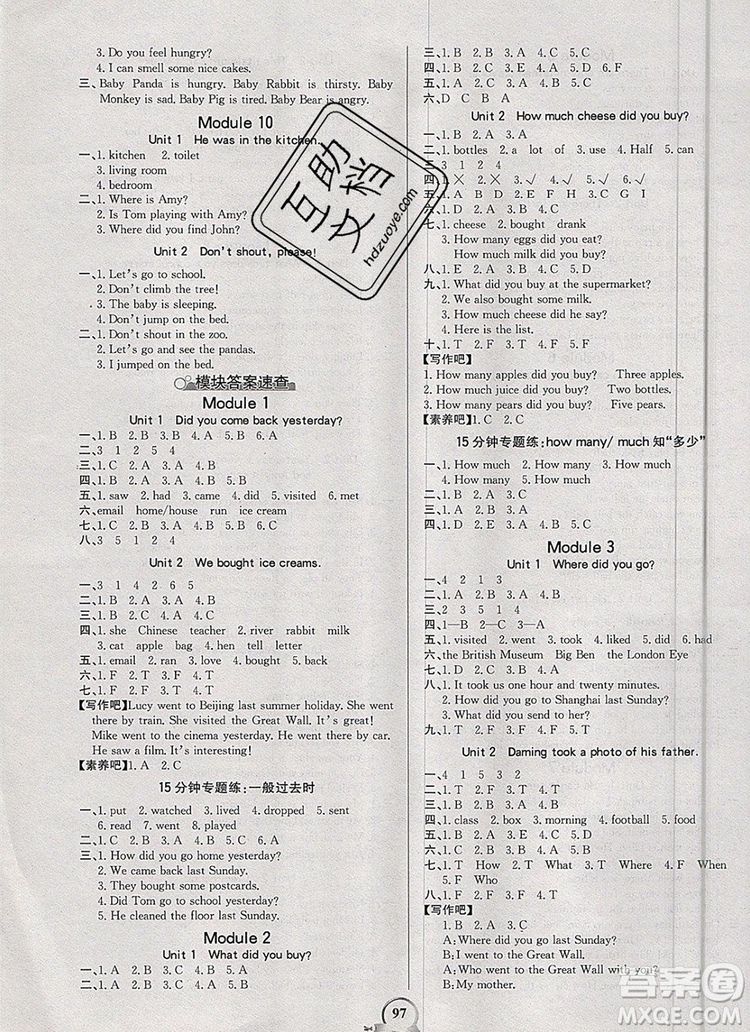 3. Do you feel hungry?
4. I can smell some nice cakes.
三、Baby Panda is hungry. Baby Rabbit is thirsty. Baby
Monkey is sad. Baby Pig is tired. Baby Bear is angry.
Module 10
Unit 1 He was in the kitchen.
一、1. kitchen 2. toilet
3. living room
4. bedroom
二、1. Where is Amy?
2. Is Tom playing with Amy?
3. Where did you find John?
Unit 2 Don't shout, please!
一、1. Let's go to school.
2. Don't climb the tree!
3. The baby is sleeping.
4. Don't jump on the bed.
二、1. Don't shout in the zoo.
2. Let's go and see the pandas.
3. I jumped on the bed.
模块答案速查
Module 1
Unit 1 Did you come back yesterday?
一、1. B 2. B 3. B 4. A 5. B
二、3 1 2 5 4
三、1. C 2. A 3. B 4. C 5. A
四、1. B 2. B 3. A 4. B 5. B
五、1. saw 2. had 3. came 4. did 5. visited 6. met
六、email home/house run ice cream
七、1. C 2. B 3. A 4. B 5. C
八、3 5 1 2 4
Unit 2 We bought ice creams.
一、3 1 4 2 6 5
二、1. B 2. A 3. B 4. A
三、1. B 2. A 3. A 4. B
四、1. she Chinese teacher 2. river rabbit milk
3. cat apple bag 4. hen tell letter
五、1. email 2. ran 3. love 4. got 5. back
六、1. F 2. T 3. F 4. T
七、1. F 2. F 3. T
【写作吧】Lucy went to Beijing last summer holiday. She went
there by train. She visited the Great Wall. It's great!
Mike went to the cinema yesterday. He went there by car.
He saw a film. It's interesting!
【素养吧】1. A 2. C
15分钟专题练:一般过去时
一、1. put 2. watched 3. lived 4. dropped 5. sent
6. read 7. went 8. played
二、1. C 2. C 3. B 4. A 5. C
三、1. How did you go home yesterday?
2. We came back last Sunday.
3. They bought some postcards.
4. Did Tom go to school yesterday?
5. He cleaned the floor last Sunday.
Module 2
Unit 1 What did you buy?
一、1. A 2. B 3. A 4. A 5. B
二、1. A 2. B 3. B 4. A 5. B
三、1. B 2. B 3. A 4. C 5. C
四、1. B 2. E 3. A 4. D 5. C 6. F
五、1. A 2. C 3. B 4. C
六、D C B A
Unit 2 How much cheese did you buy?
一、1. B 2. A 3. B 4. B 5. B
二、1. bottles 2. a lot of 3. use 4. Half 5. can
三、3 1 2 4
四、1. ✗ 2. ✗ 3. √ 4. √ 5. √
五、A D F B E H C G I
六、1. B 2. B 3. A 4. B
七、1. cheese 2. bought drank
3. How many eggs did you eat?
How much milk did you buy?
八、1. E 2. B 3. A 4. C 5. D
九、1. What did you buy at the supermarket?
2. We also bought some milk.
3. How much cheese did he buy?
4. Here is the list.
十、1. T 2. F 3. F 4. T
【写作吧】
1. How many apples did you buy? Three apples.
2. How much juice did you buy? Two bottles.
3. How many pears did you buy? Five pears.
【素养吧】1. C 2. C
15分钟专题练:how many/ much 知“多少”
一、1. How much 2. How many 3. How much
4. How many 5. How much
二、1. C 2. B 3. A 4. B
三、1. B 2. A 3. B 4. C 5. A
四、D A C B
Module 3
Unit 1 Where did you go?
一、4 2 1 5 3
二、1. B 2. A 3. B 4. A 5. A
三、2 4 1 5 3
四、1—B 2—C 3—A
五、1. visited 2. went 3. took 4. liked 5. did
六、the British Museum Big Ben the London Eye
七、1. C 2. B 3. A 4. C 5. A
八、1. It took us one hour and twenty minutes.
2. How did you go to Shanghai last Sunday?
3. What did you send to her?
九、1. T 2. F 3. F 4. T
Unit 2 Daming took a photo of his father.
一、3 1 4 5 2
二、1. T 2. F 3. T 4. F 5. F
三、1. F 2. T 3. T 4. F
四、1. class 2. box 3. morning 4. football 5. food
五、1. B 2. A 3. C 4. A 5. C
六、1. B 2. A 3. C 4. B
七、1. T How 2. T What 3. T Where 4. F When
5. F Who
八、1. F 2. F 3. F 4. T
【写作吧】
1. B 2. A 3. C
A: Where did you go last Sunday?
B: I went to the Great Wall.
A: Who went to the Great Wall with you?
B: My mother.
97
互助文档
hdzuoye.com
答案圈
MXQE.COM